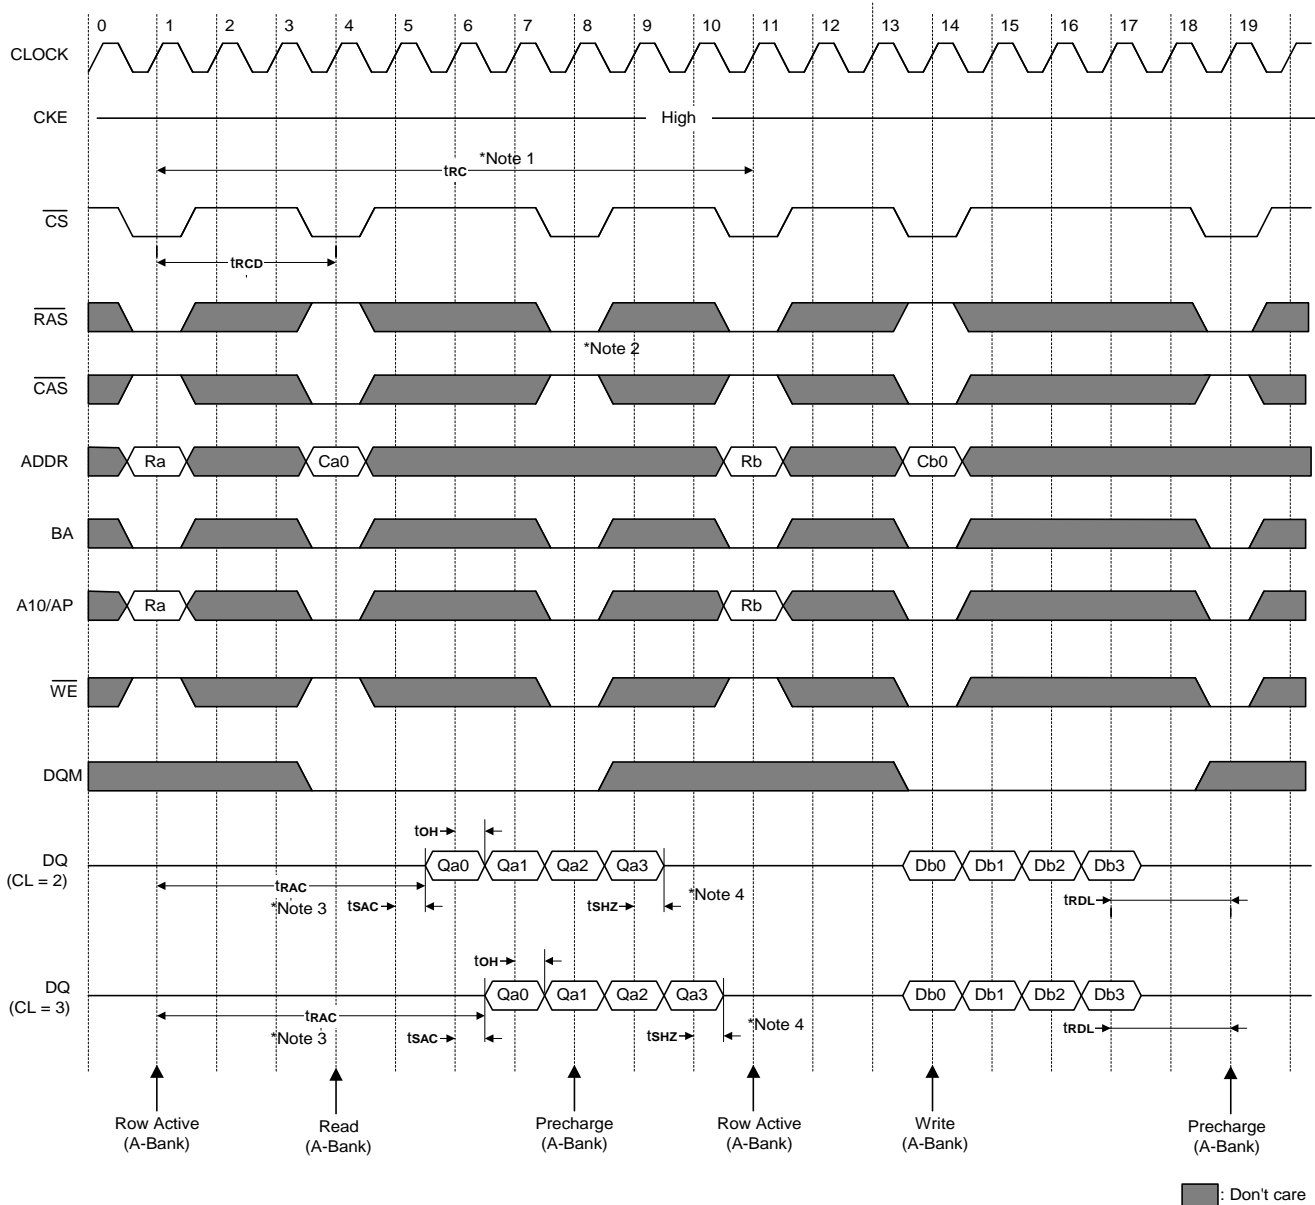 0 1 2 3 4 5 6 7 8 9 10 11 12 13 14 15 16 17 18 19
CLOCK
CKE High
*Note 1
tRC
CS
tRCD
RAS
*Note 2
CAS
ADDR Ra Ca0 Rb Cb0
BA
A10/AP Ra Rb
WE
DQM
tOH
DQ
(CL = 2)
Qa0 Qa1 Qa2 Qa3 Db0 Db1 Db2 Db3
tRAC
*Note 3
tSAC tSHZ *Note 4 tRDL
tOH
DQ
(CL = 3)
Qa0 Qa1 Qa2 Qa3 Db0 Db1 Db2 Db3
tRAC
*Note 3
tSAC tSHZ *Note 4 tRDL
Row Active
(A-Bank)
Read
(A-Bank)
Precharge
(A-Bank)
Row Active
(A-Bank)
Write
(A-Bank)
Precharge
(A-Bank)
: Don't care